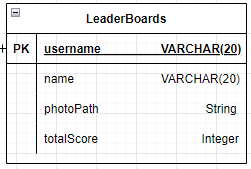 LeaderBoards
PK username VARCHAR(20)
name VARCHAR(20)
photoPath String
totalScore Integer